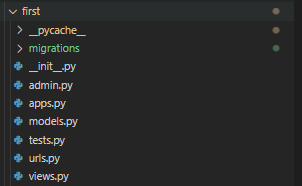 first
__pycache__
migrations
__init__.py
admin.py
apps.py
models.py
tests.py
urls.py
views.py